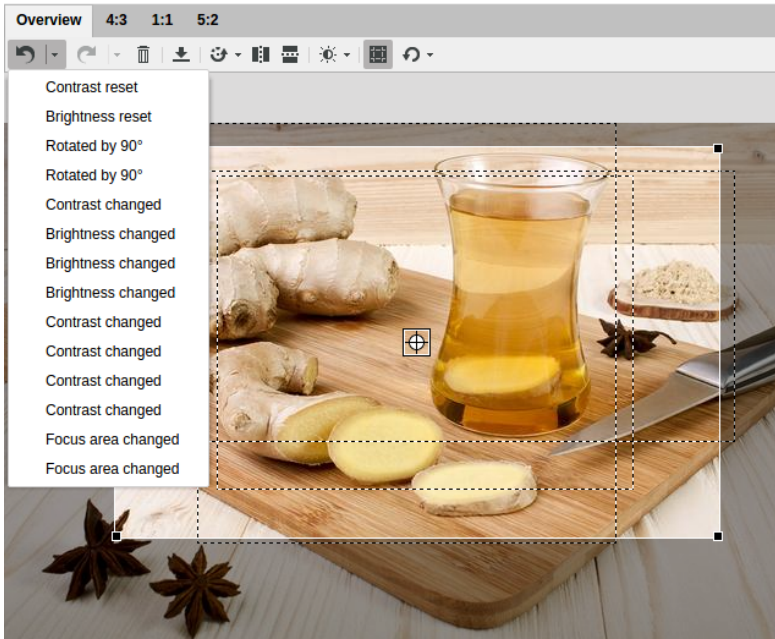 Overview 4:3 1:1 5:2
Contrast reset
Brightness reset
Rotated by 90°
Rotated by 90°
Contrast changed
Brightness changed
Brightness changed
Brightness changed
Contrast changed
Contrast changed
Contrast changed
Contrast changed
Focus area changed
Focus area changed